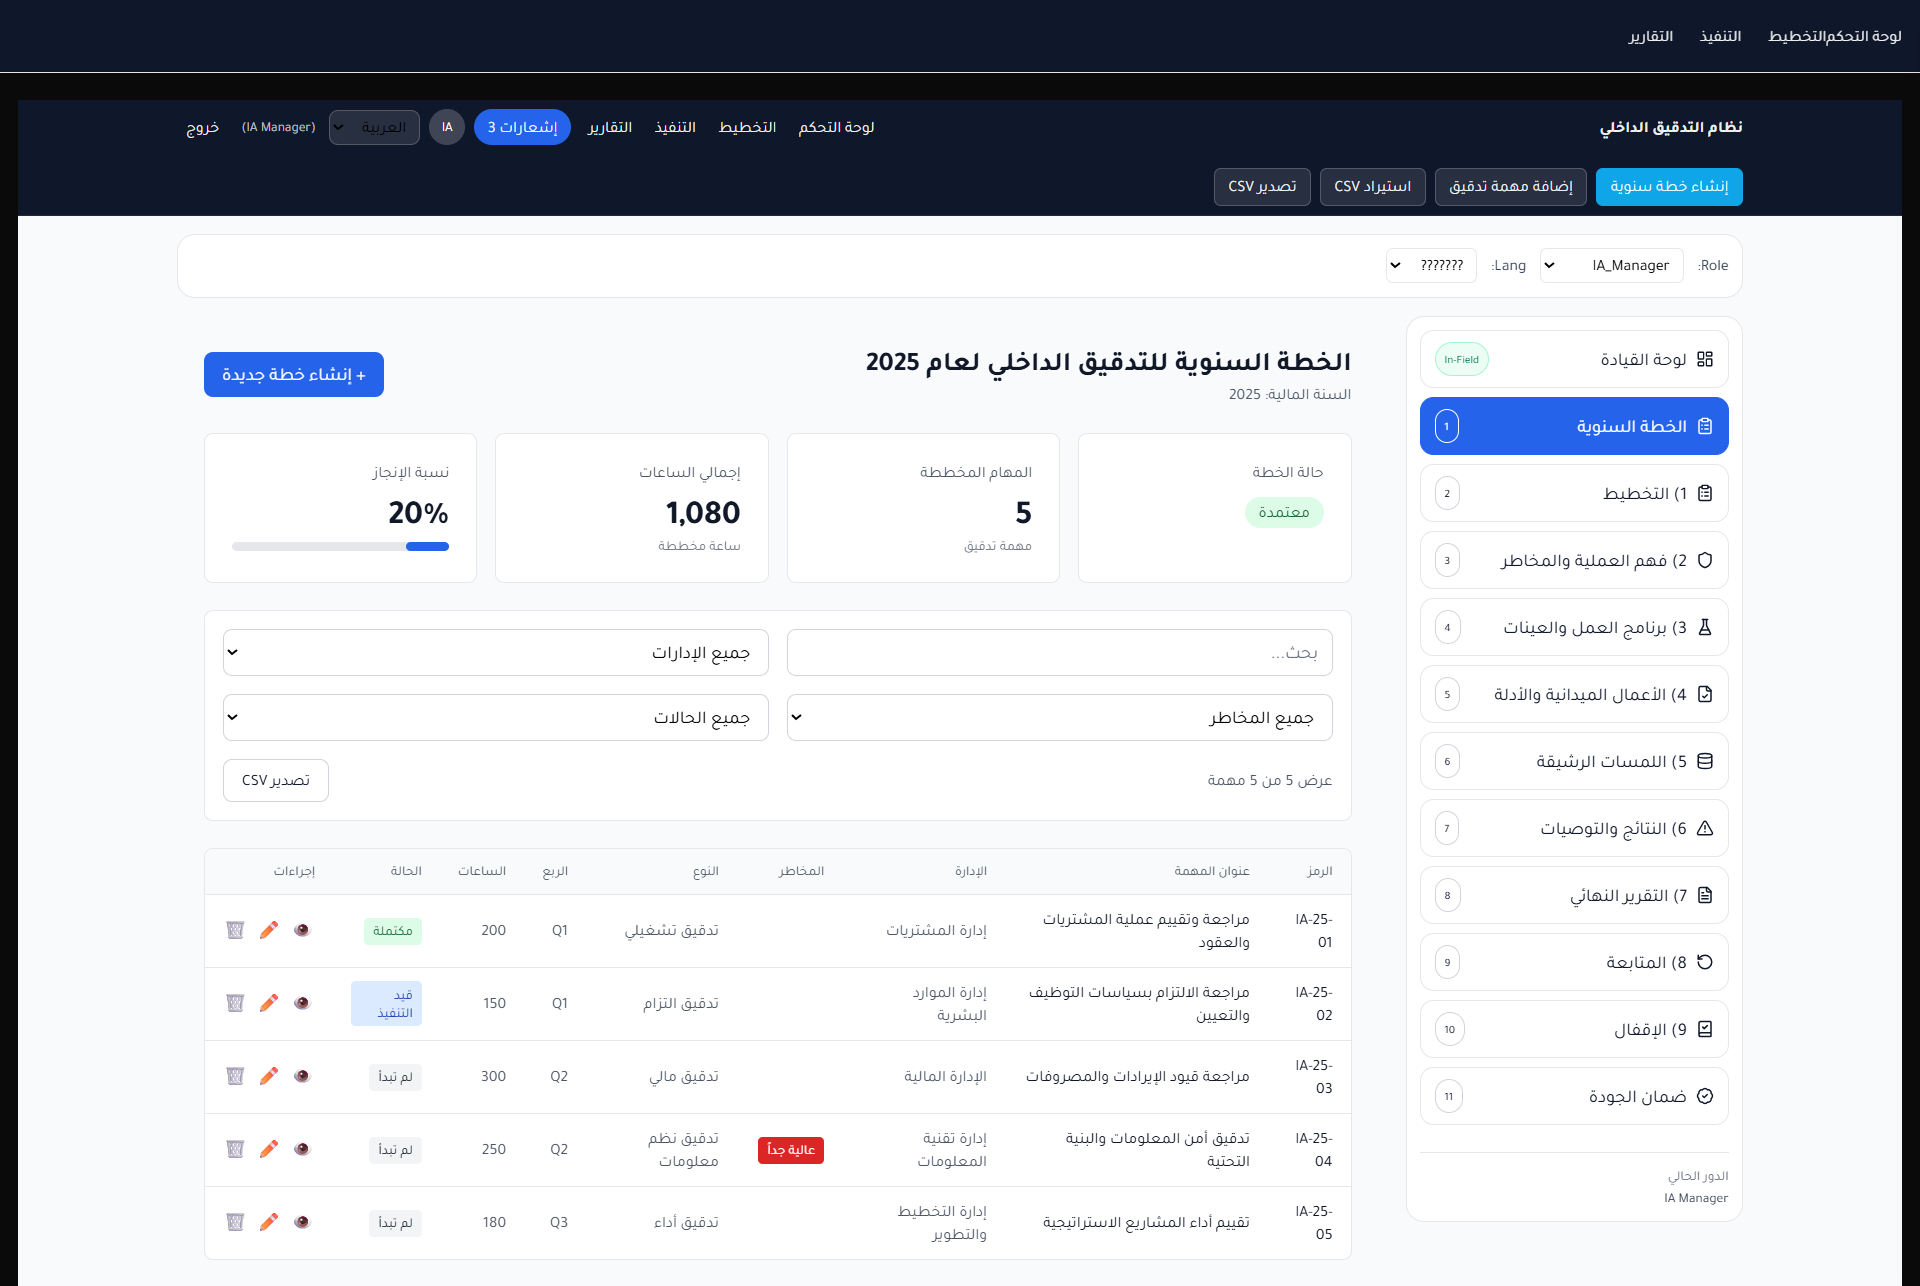 لوحة التحكم التخطيط التنفيذ التقارير
نظام التدقيق الداخلي
لوحة التحكم التخطيط التنفيذ التقارير إشعارات 3 IA العربية (IA Manager) خروج
إنشاء خطة سنوية إضافة مهمة تدقيق استيراد CSV تصدير CSV
Role: IA_Manager Lang: ???????
لوحة القيادة In-Field
الخطة السنوية 1
1) التخطيط 2
2) فهم العملية والمخاطر 3
3) برنامج العمل والعينات 4
4) الأعمال الميدانية والأدلة 5
5) اللمسات الرشيقة 6
6) النتائج والتوصيات 7
7) التقرير النهائي 8
8) المتابعة 9
9) الإقفال 10
ضمان الجودة 11
الدور الحالي
IA Manager
الخطة السنوية للتدقيق الداخلي لعام 2025
السنة المالية: 2025
+ إنشاء خطة جديدة
حالة الخطة
معتمدة
المهام المخططة
5
مهمة تدقيق
إجمالي الساعات
1,080
ساعة مخططة
نسبة الإنجاز
20%
بحث...
جميع الإدارات
جميع المخاطر
جميع الحالات
عرض 5 من 5 مهمة
تصدير CSV
الرمز عنوان المهمة الإدارة المخاطر النوع الربع الساعات الحالة إجراءات
IA-25-01 مراجعة وتقييم عملية المشتريات والعقود إدارة المشتريات تدقيق تشغيلي Q1 200 مكتملة
IA-25-02 مراجعة الالتزام بسياسات التوظيف والتعيين إدارة الموارد البشرية تدقيق التزام Q1 150 قيد التنفيذ
IA-25-03 مراجعة قيود الإيرادات والمصروفات الإدارة المالية تدقيق مالي Q2 300 لم تبدأ
IA-25-04 تدقيق أمن المعلومات والبنية التحتية إدارة تقنية المعلومات عالية جداً تدقيق نظم معلومات Q2 250 لم تبدأ
IA-25-05 تقييم أداء المشاريع الاستراتيجية إدارة التخطيط والتطوير تدقيق أداء Q3 180 لم تبدأ